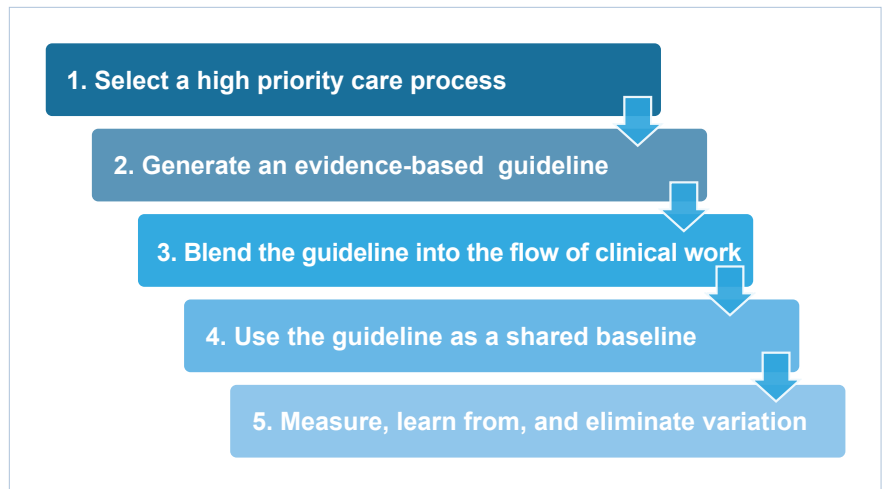 1. Select a high priority care process
2. Generate an evidence-based  guideline
3. Blend the guideline into the flow of clinical work
4. Use the guideline as a shared baseline
5. Measure, learn from, and eliminate variation